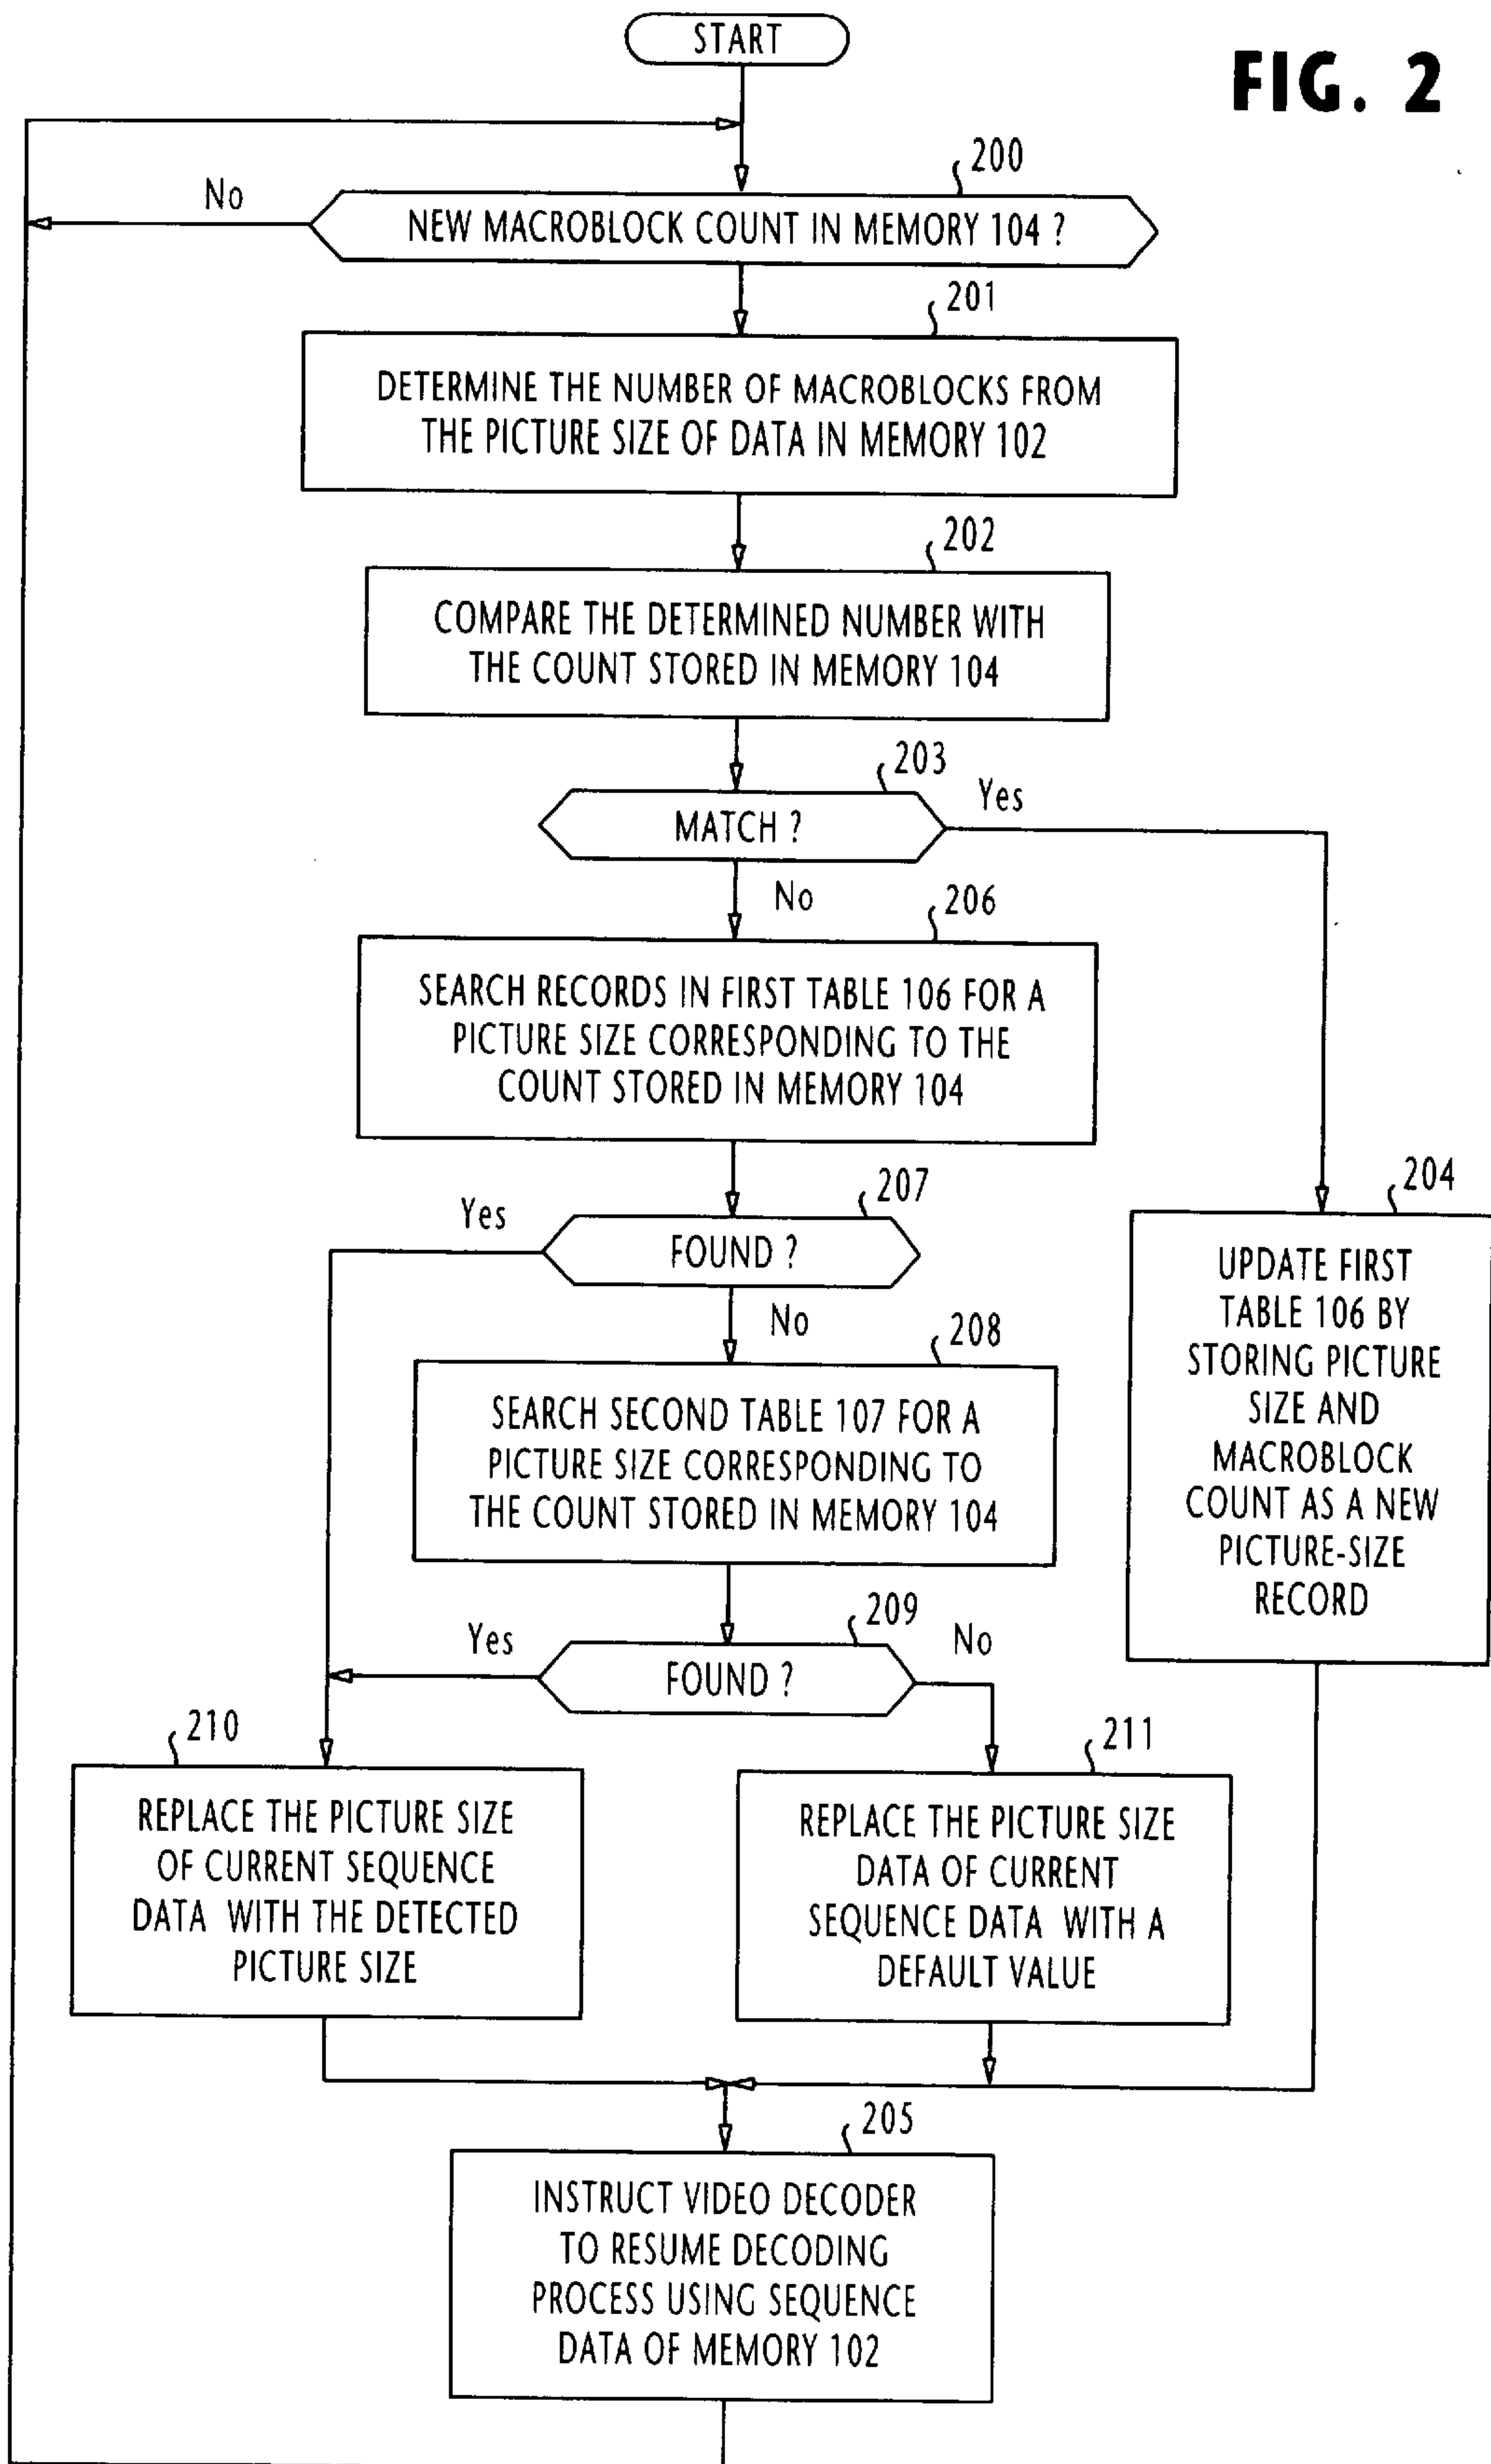 START
FIG. 2
200
No
NEW MACROBLOCK COUNT IN MEMORY 104 ?
201
DETERMINE THE NUMBER OF MACROBLOCKS FROM
THE PICTURE SIZE OF DATA IN MEMORY 102
202
COMPARE THE DETERMINED NUMBER WITH
THE COUNT STORED IN MEMORY 104
203
MATCH ?
Yes
No
206
SEARCH RECORDS IN FIRST TABLE 106 FOR A
PICTURE SIZE CORRESPONDING TO THE
COUNT STORED IN MEMORY 104
207
Yes
FOUND ?
No
204
UPDATE FIRST
TABLE 106 BY
STORING PICTURE
SIZE AND
MACROBLOCK
COUNT AS A NEW
PICTURE-SIZE
RECORD
208
SEARCH SECOND TABLE 107 FOR A
PICTURE SIZE CORRESPONDING TO
THE COUNT STORED IN MEMORY 104
209
Yes
FOUND ?
No
210
REPLACE THE PICTURE SIZE
OF CURRENT SEQUENCE
DATA WITH THE DETECTED
PICTURE SIZE
211
REPLACE THE PICTURE SIZE
DATA OF CURRENT
SEQUENCE DATA WITH A
DEFAULT VALUE
205
INSTRUCT VIDEO DECODER
TO RESUME DECODING
PROCESS USING SEQUENCE
DATA OF MEMORY 102